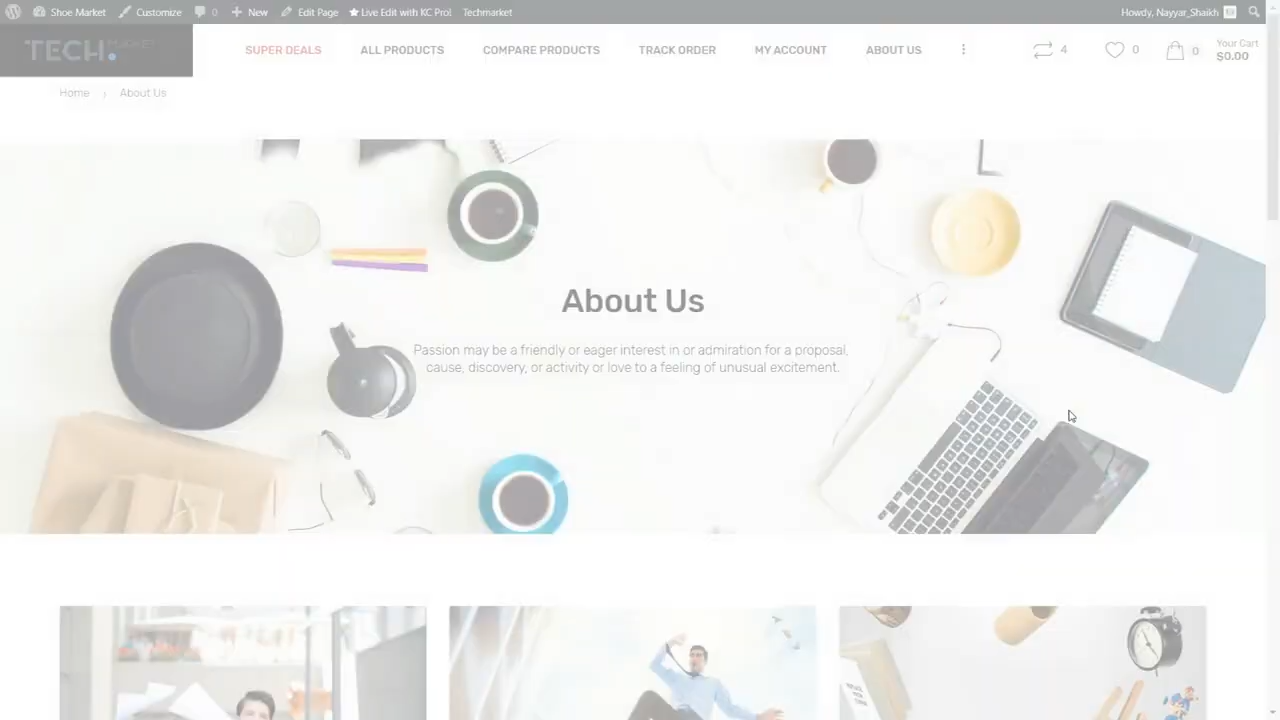 Shoe Market Customize 0 New Edit Page Live Edit with KC Pro! Techmarket Howdy, Nayyar_Shaikh
TECH. MARKET SUPER DEALS ALL PRODUCTS COMPARE PRODUCTS TRACK ORDER MY ACCOUNT ABOUT US 4 0 0 Your Cart
$0.00
Home › About Us
About Us
Passion may be a friendly or eager interest in or admiration for a proposal,
cause, discovery, or activity or love to a feeling of unusual excitement.